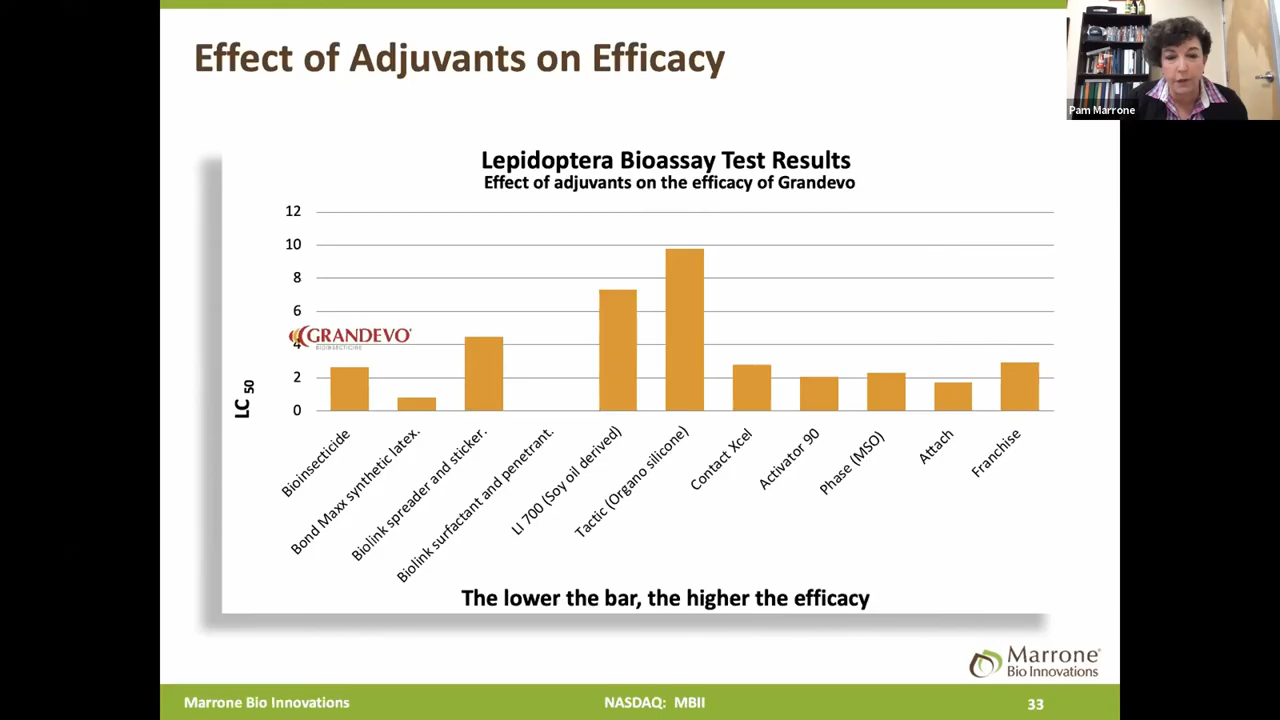 Effect of Adjuvants on Efficacy
Pam Marrone
Lepidoptera Bioassay Test Results
Effect of adjuvants on the efficacy of Grandevo
12
10
8
6
4
2
0
GRANDEVO®
BIOINSECTICIDE
LC 50
Bioinsecticide
Bond Maxx synthetic latex.
Biolink spreader and sticker.
Biolink surfactant and penetrant.
LI 700 (Soy oil derived)
Tactic (Organo silicone)
Contact Xcel
Activator 90
Phase (MSO)
Attach
Franchise
The lower the bar, the higher the efficacy
Marrone®
Bio Innovations
Marrone Bio Innovations
NASDAQ: MBII
33